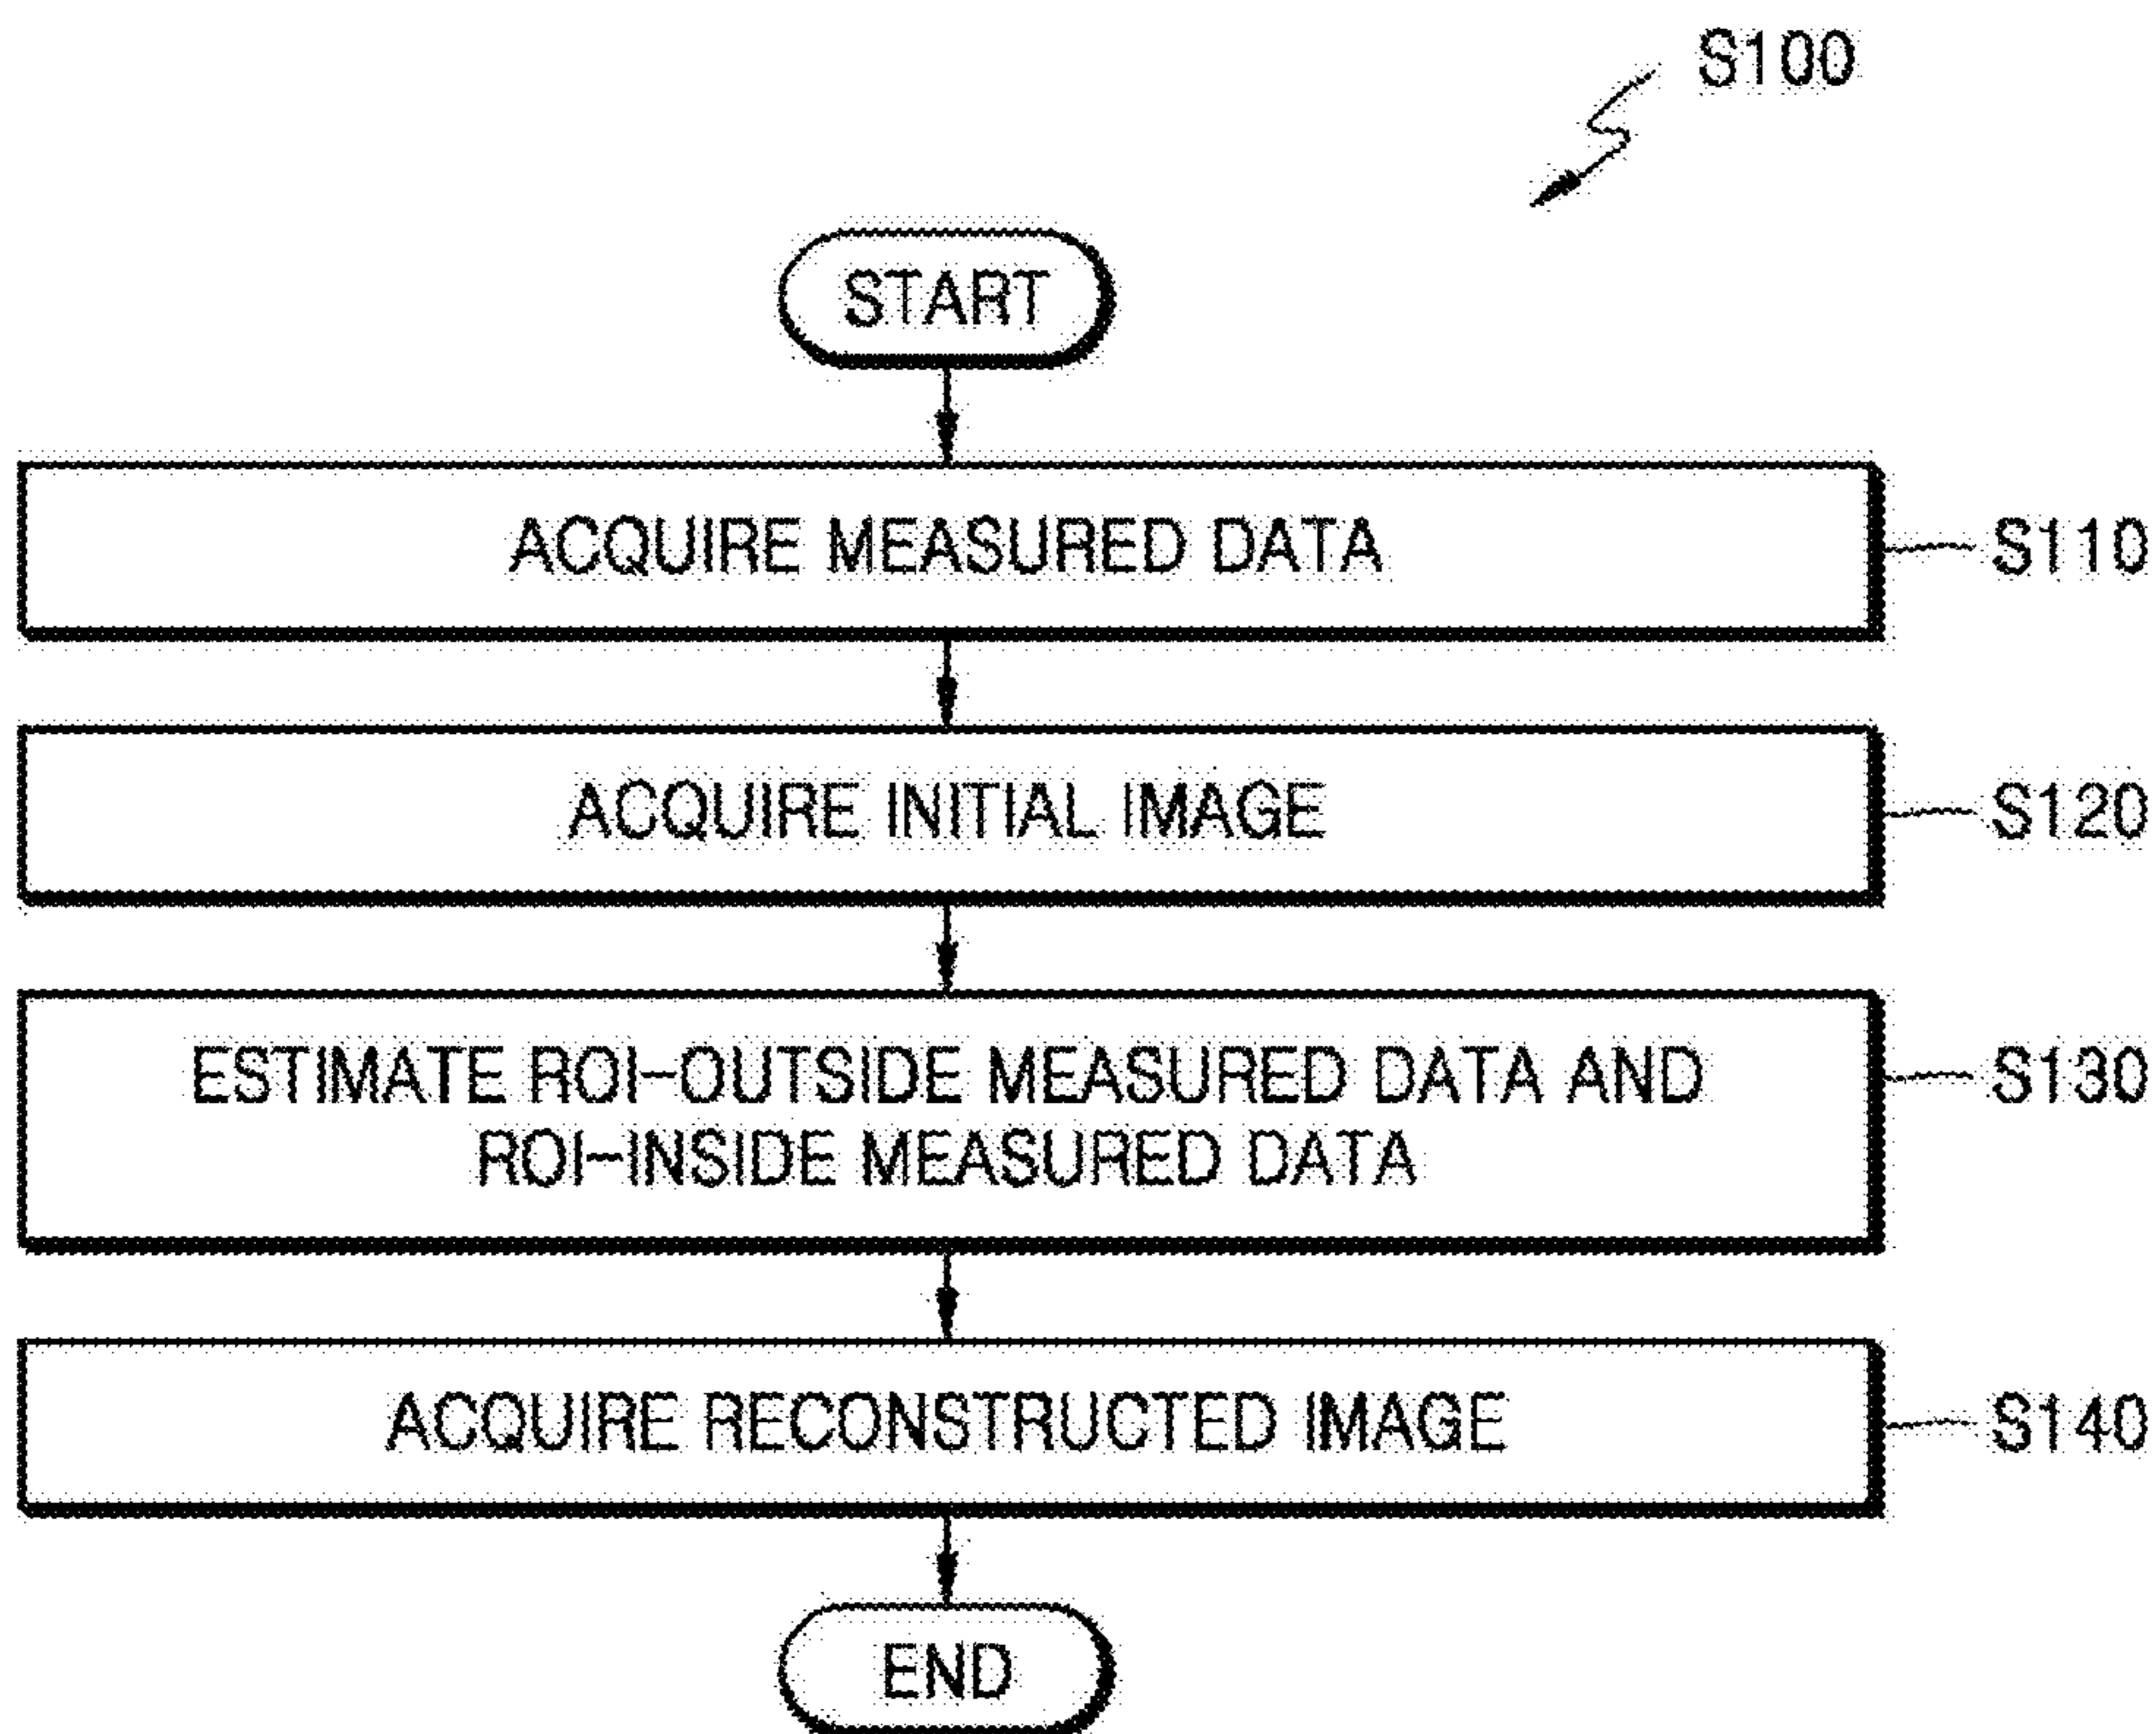 S100
START
ACQUIRE MEASURED DATA
S110
ACQUIRE INITIAL IMAGE
S120
ESTIMATE ROI-OUTSIDE MEASURED DATA AND
ROI-INSIDE MEASURED DATA
S130
ACQUIRE RECONSTRUCTED IMAGE
S140
END